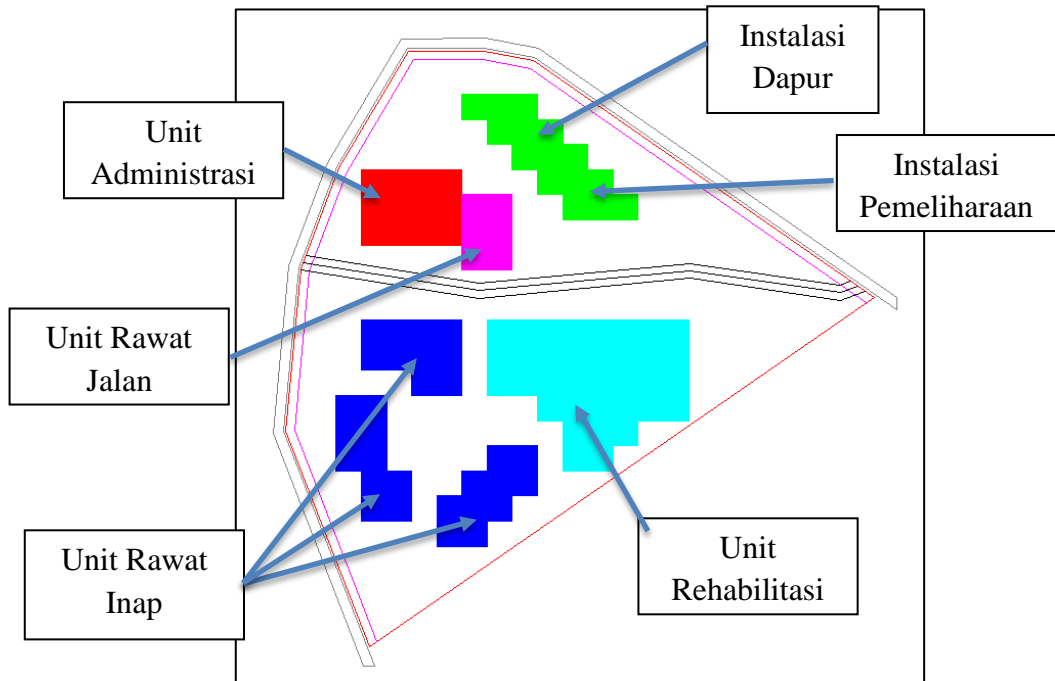 Instalasi
Dapur
Unit
Administrasi
Instalasi
Pemeliharaan
Unit Rawat
Jalan
Unit Rawat
Inap
Unit
Rehabilitasi